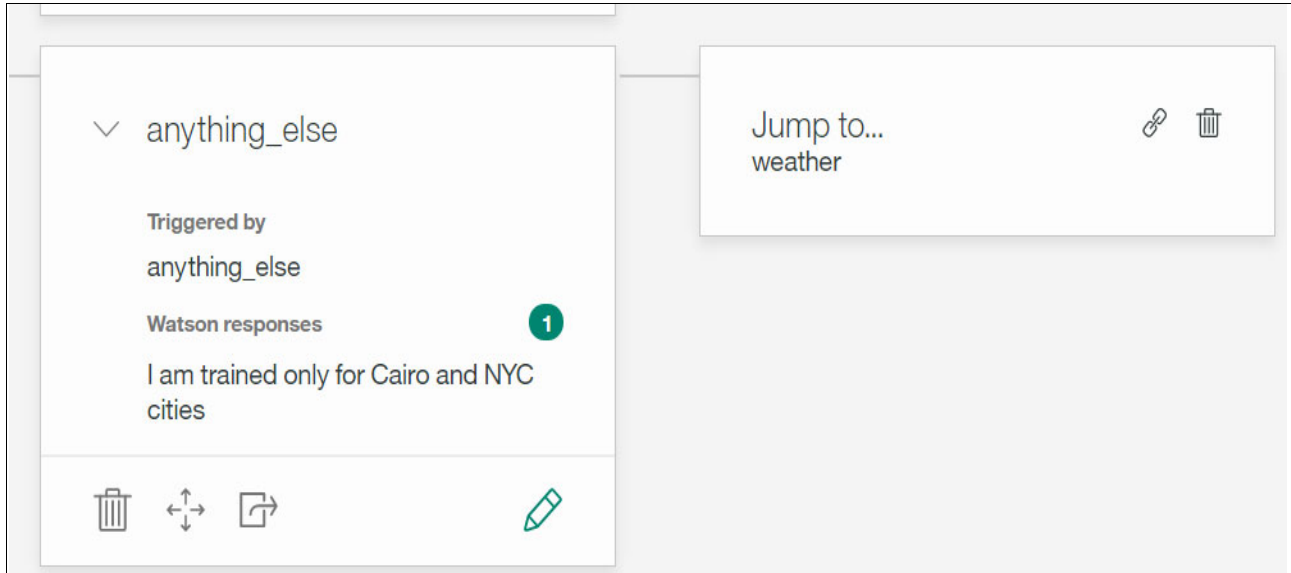 anything_else
Triggered by
anything_else
Watson responses
1
I am trained only for Cairo and NYC
cities
Jump to...
weather